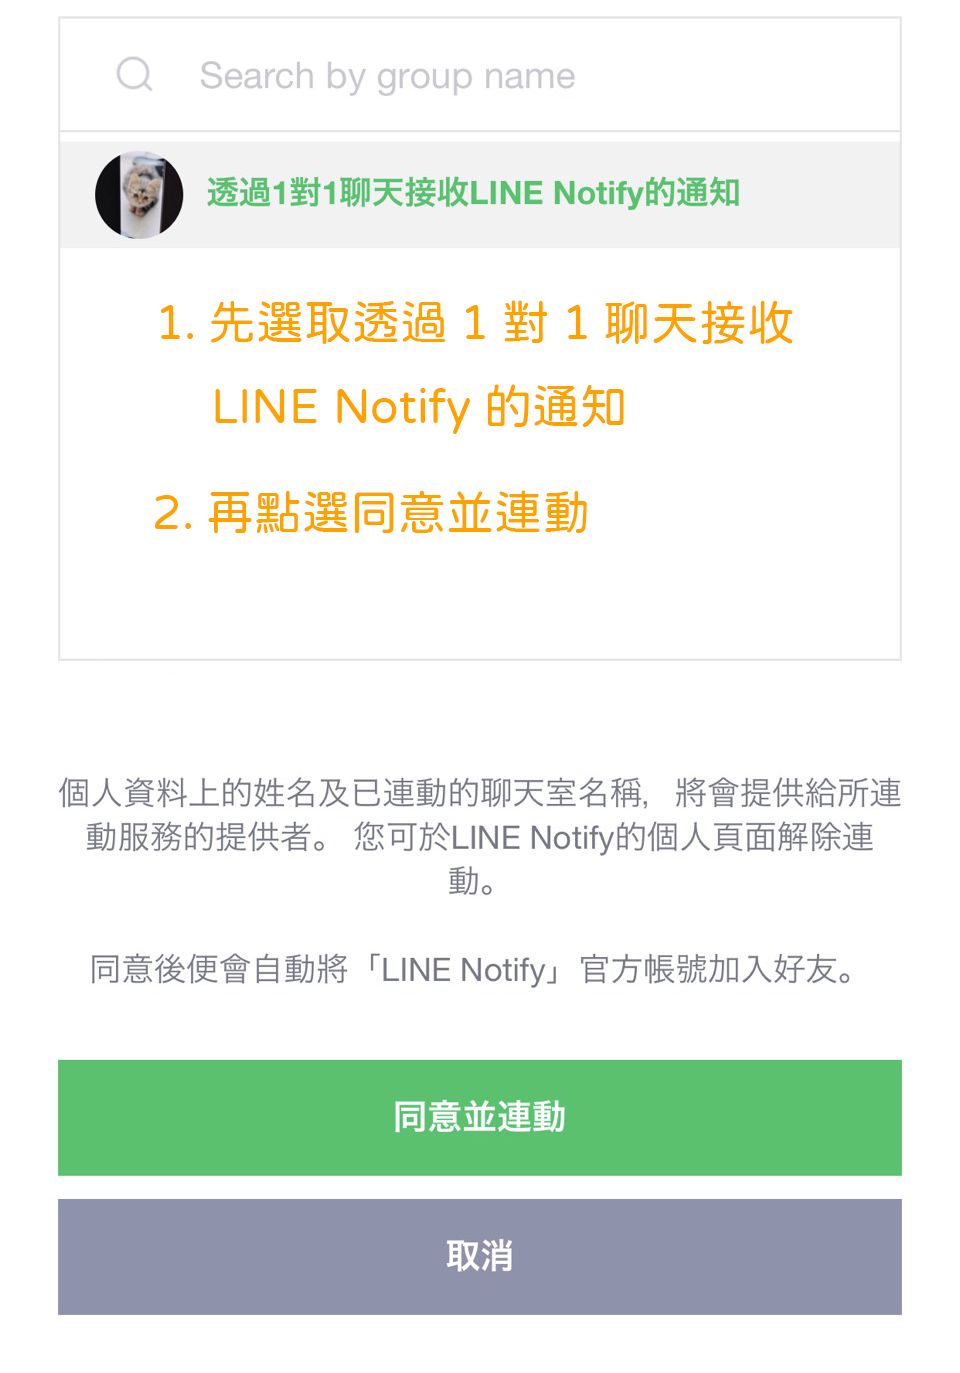 Search by group name
透過1對1聊天接收LINE Notify的通知
1. 先選取透過 1 對 1 聊天接收
LINE Notify 的通知
2. 再點選同意並連動
個人資料上的姓名及已連動的聊天室名稱，將會提供給所連
動服務的提供者。 您可於LINE Notify的個人頁面解除連
動。
同意後便會自動將「LINE Notify」官方帳號加入好友。
同意並連動
取消